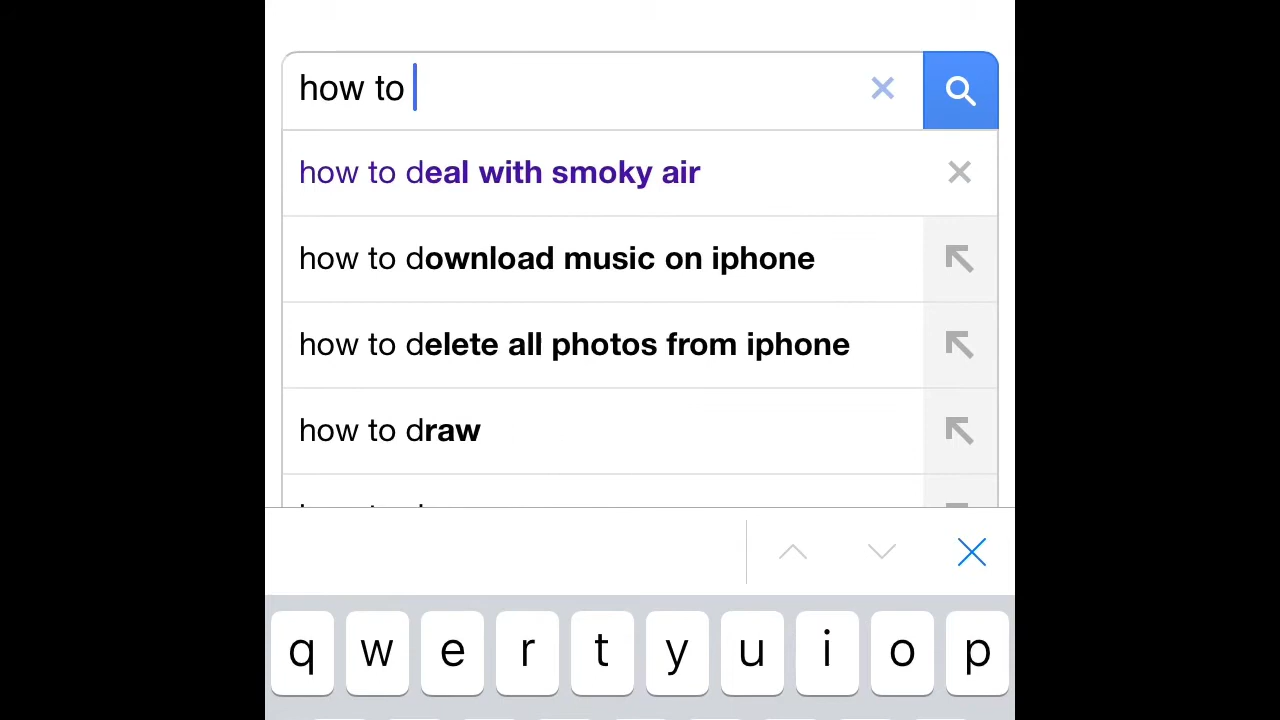 how to
how to deal with smoky air
how to download music on iphone
how to delete all photos from iphone
how to draw
q w e r t y u i o p